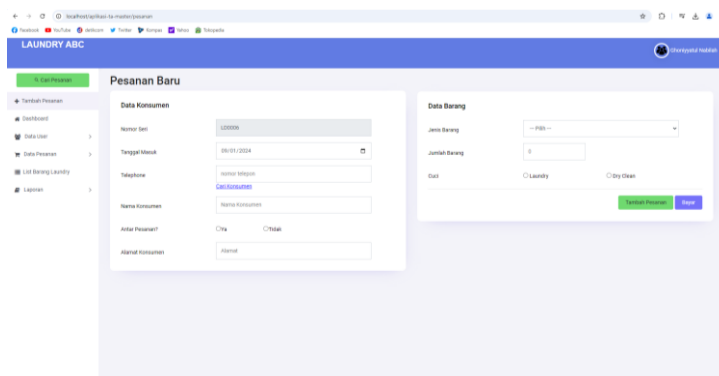 localhost/aplikasi-ta-master/pesanan
Facebook YouTube detikcom Twitter Kompas Yahoo Tokopedia
LAUNDRY ABC
Ghoniyyatul Nabilah
Cari Pesanan
Tambah Pesanan
Dashboard
Data User
Data Pesanan
List Barang Laundry
Laporan
Pesanan Baru
Data Konsumen
Nomor Seri LD0006
Tanggal Masuk 09/01/2024
Telephone nomor telepon
Cari Konsumen
Nama Konsumen Nama Konsumen
Antar Pesanan? Ya Tidak
Alamat Konsumen Alamat
Data Barang
Jenis Barang -- Pilih --
Jumlah Barang 0
Cuci Laundry Dry Clean
Tambah Pesanan Bayar